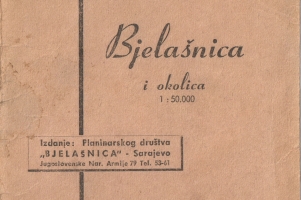 Bjelašnica
i okolica
1 : 50.000
Izdanje: Planinarskog društva
„BJELAŠNICA" - Sarajevo
Jugoslovenske Nar. Armije 79 Tel. 53-61